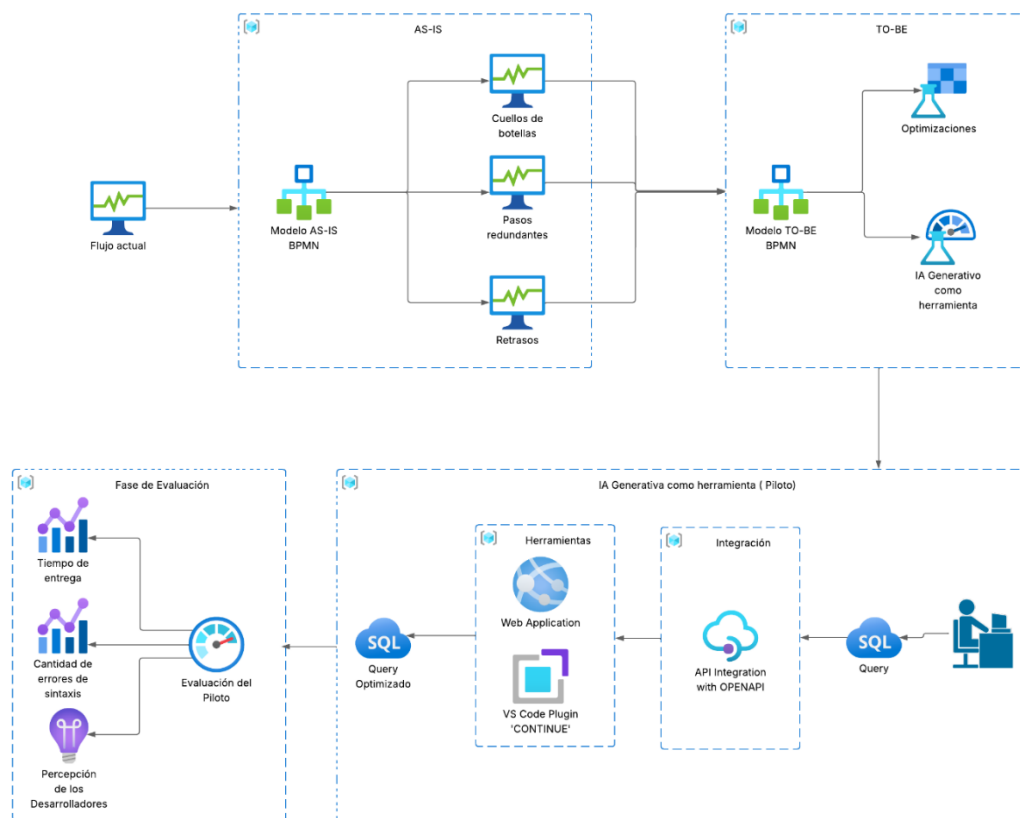 AS-IS
TO-BE
Cuellos de
botellas
Optimizaciones
Flujo actual
Modelo AS-IS
BPMN
Pasos
redundantes
Modelo TO-BE
BPMN
IA Generativo
como
herramienta
Retrasos
Fase de Evaluación
Tiempo de
entrega
Cantidad de
errores de
sintaxis
Evaluación del
Piloto
Percepción
de los
Desarrolladores
IA Generativa como herramienta ( Piloto)
Herramientas
Integración
Web Application
SQL
Query
Optimizado
VS Code Plugin
'CONTINUE'
API Integration
with OPENAPI
SQL
Query